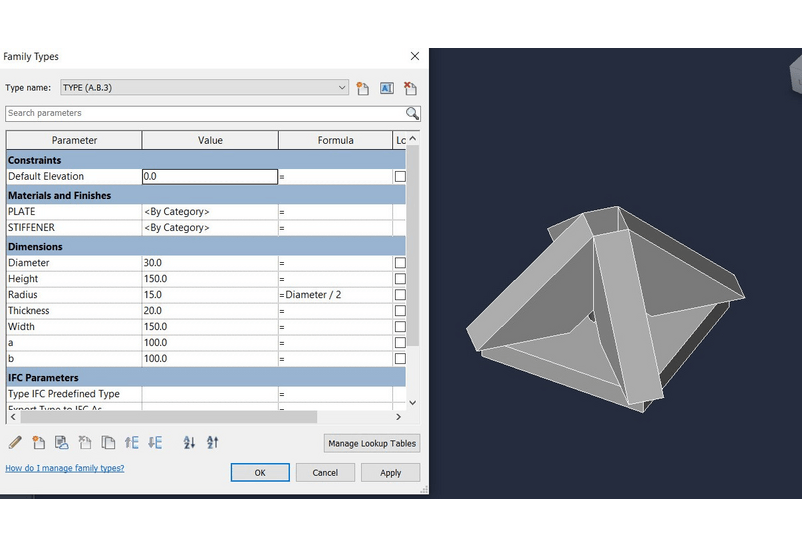 Family Types
Type name: TYPE (A.B.3)
Search parameters
Parameter Value Formula Lo
Constraints
Default Elevation 0.0 =
Materials and Finishes
PLATE <By Category> =
STIFFENER <By Category> =
Dimensions
Diameter 30.0 =
Height 150.0 =
Radius 15.0 =Diameter / 2
Thickness 20.0 =
Width 150.0 =
a 100.0 =
b 100.0 =
IFC Parameters
Type IFC Predefined Type =
Export Type to IFC As =
Manage Lookup Tables
How do I manage family types?
OK Cancel Apply